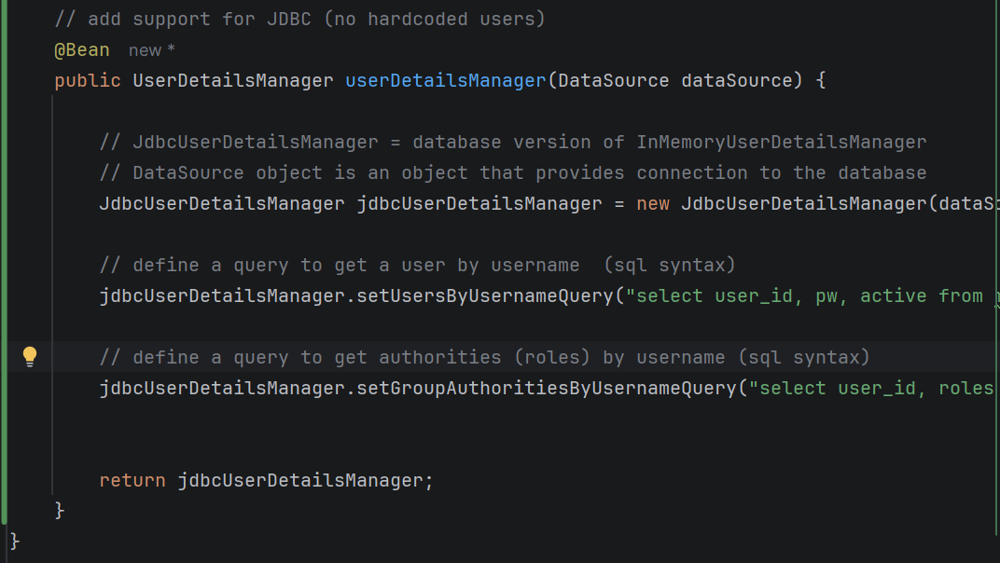 // add support for JDBC (no hardcoded users)
@Bean new *
public UserDetailsManager userDetailsManager(DataSource dataSource) {
// JdbcUserDetailsManager = database version of InMemoryUserDetailsManager
// DataSource object is an object that provides connection to the database
JdbcUserDetailsManager jdbcUserDetailsManager = new JdbcUserDetailsManager(dataS
// define a query to get a user by username  (sql syntax)
jdbcUserDetailsManager.setUsersByUsernameQuery("select user_id, pw, active from
// define a query to get authorities (roles) by username (sql syntax)
jdbcUserDetailsManager.setGroupAuthoritiesByUsernameQuery("select user_id, roles
return jdbcUserDetailsManager;
}
}